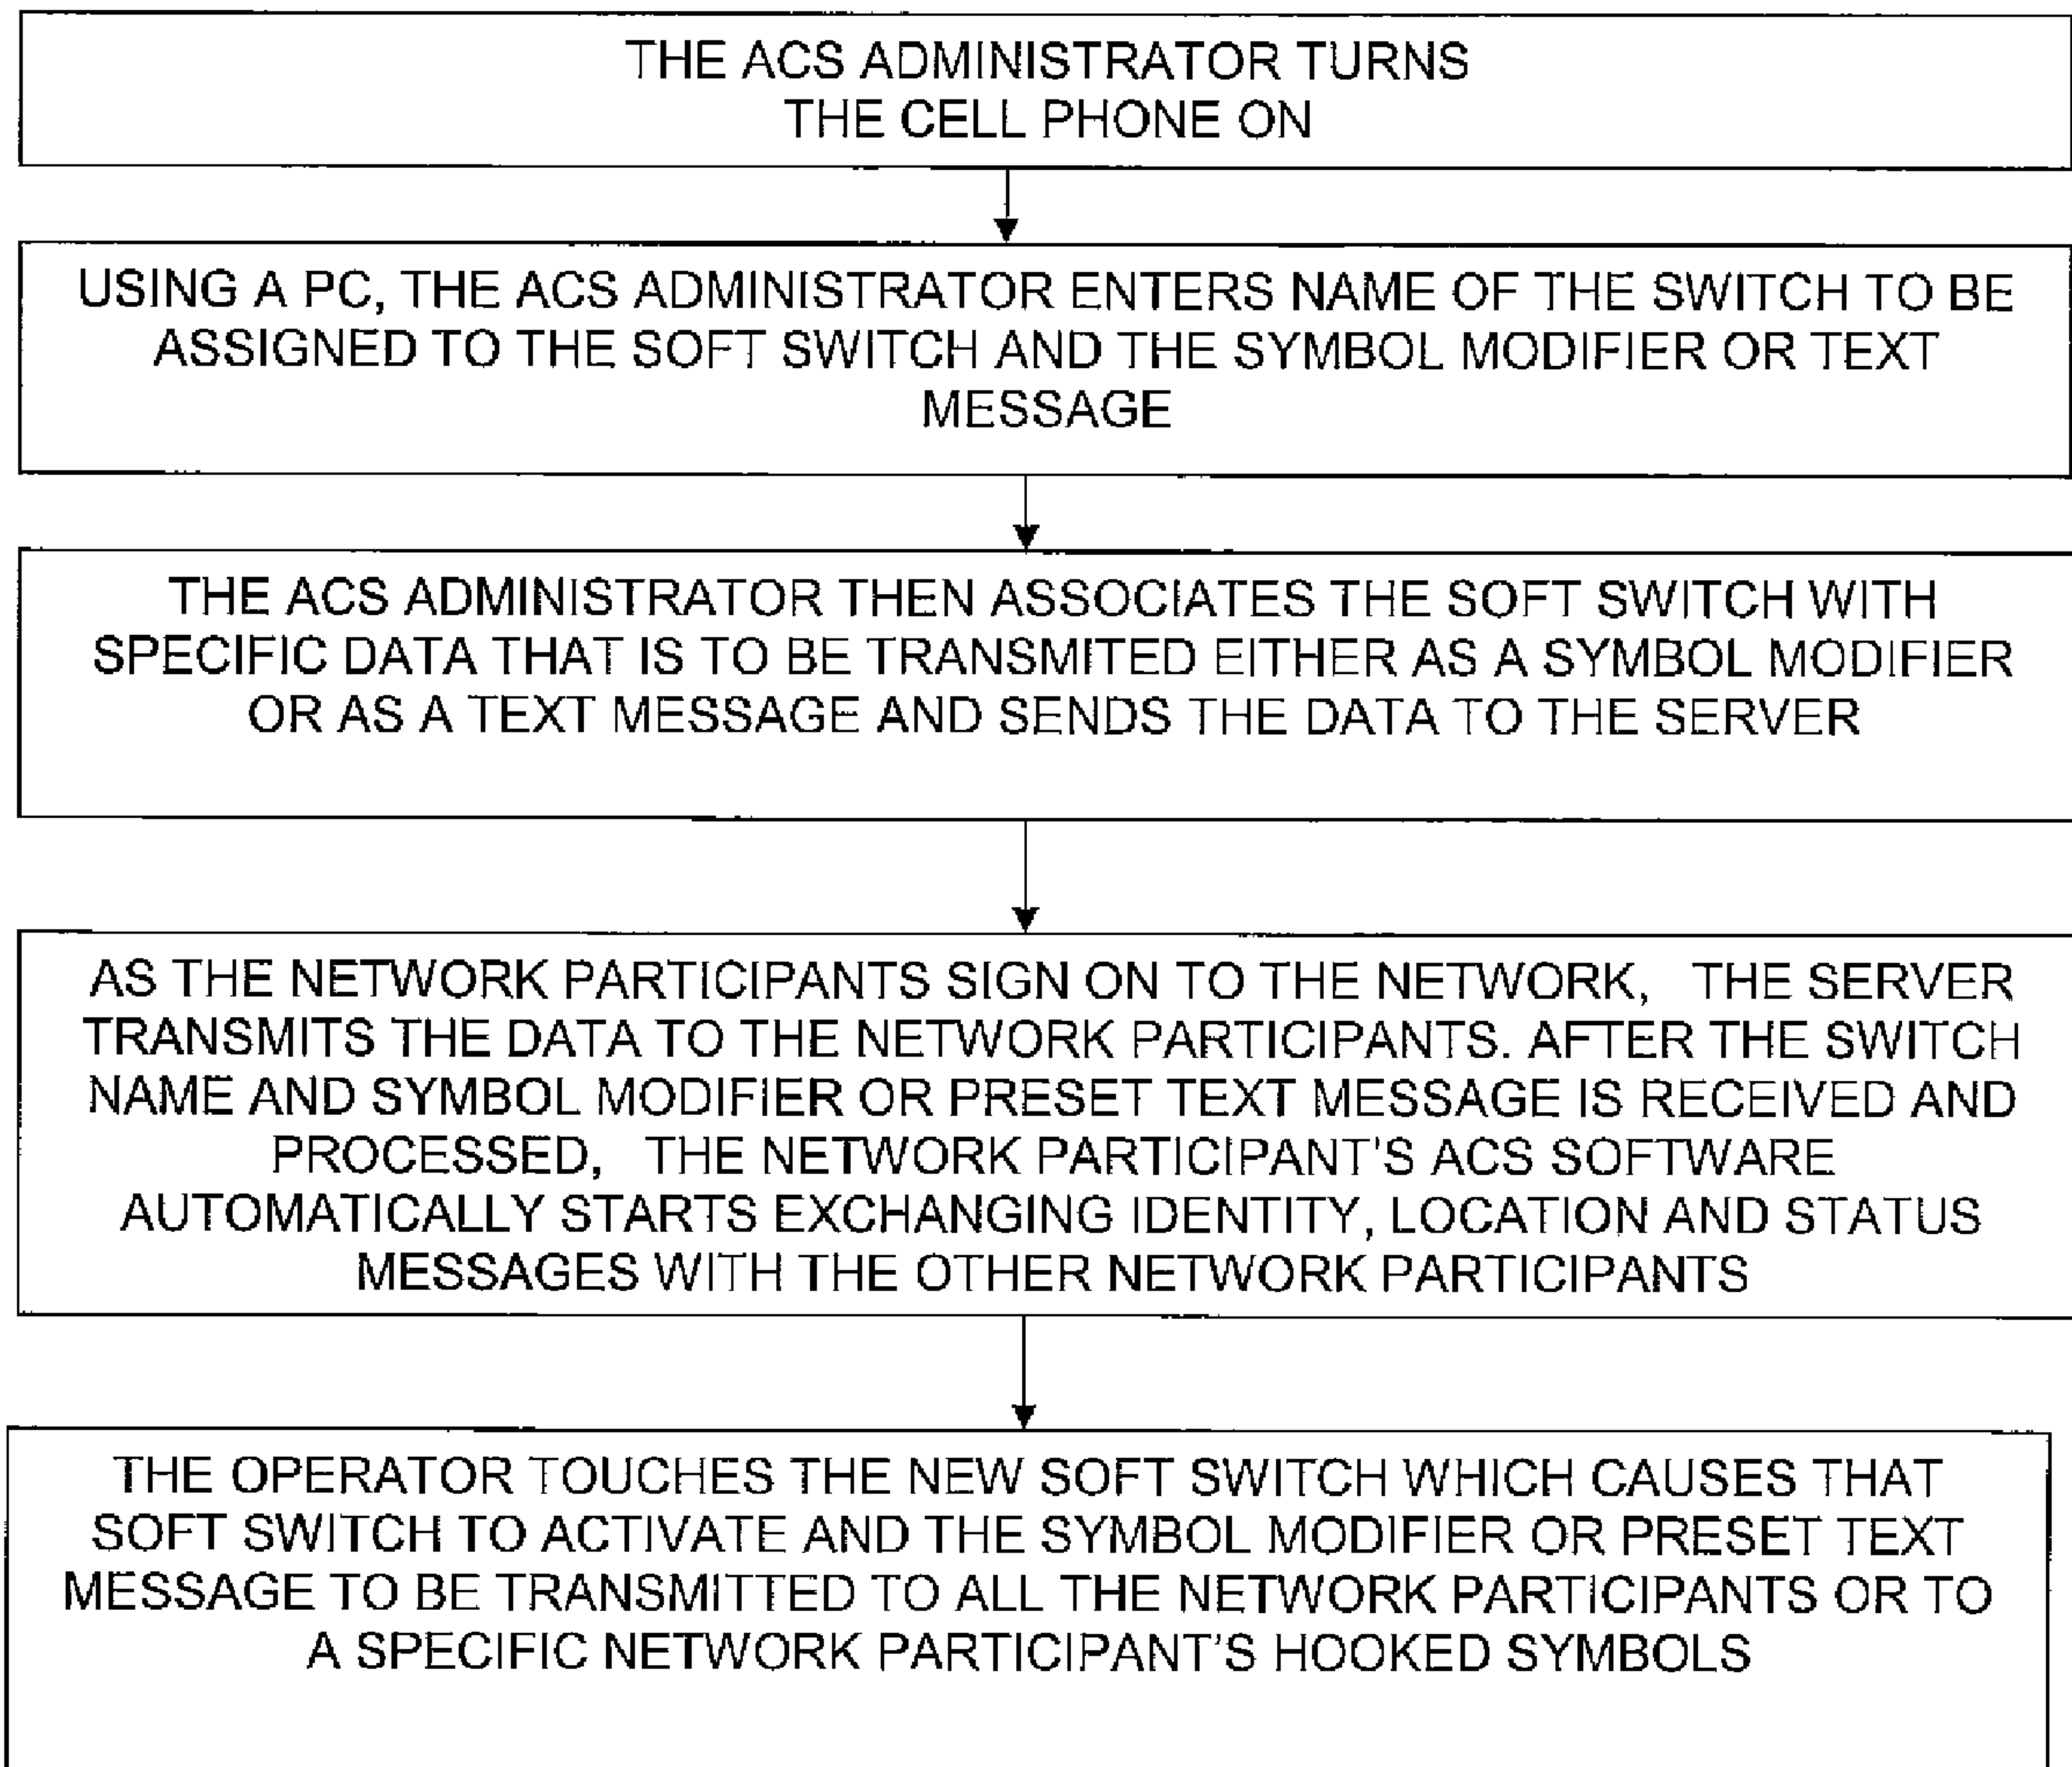 THE ACS ADMINISTRATOR TURNS
THE CELL PHONE ON
USING A PC, THE ACS ADMINISTRATOR ENTERS NAME OF THE SWITCH TO BE
ASSIGNED TO THE SOFT SWITCH AND THE SYMBOL MODIFIER OR TEXT
MESSAGE
THE ACS ADMINISTRATOR THEN ASSOCIATES THE SOFT SWITCH WITH
SPECIFIC DATA THAT IS TO BE TRANSMITED EITHER AS A SYMBOL MODIFIER
OR AS A TEXT MESSAGE AND SENDS THE DATA TO THE SERVER
AS THE NETWORK PARTICIPANTS SIGN ON TO THE NETWORK, THE SERVER
TRANSMITS THE DATA TO THE NETWORK PARTICIPANTS. AFTER THE SWITCH
NAME AND SYMBOL MODIFIER OR PRESET TEXT MESSAGE IS RECEIVED AND
PROCESSED, THE NETWORK PARTICIPANT'S ACS SOFTWARE
AUTOMATICALLY STARTS EXCHANGING IDENTITY, LOCATION AND STATUS
MESSAGES WITH THE OTHER NETWORK PARTICIPANTS
THE OPERATOR TOUCHES THE NEW SOFT SWITCH WHICH CAUSES THAT
SOFT SWITCH TO ACTIVATE AND THE SYMBOL MODIFIER OR PRESET TEXT
MESSAGE TO BE TRANSMITTED TO ALL THE NETWORK PARTICIPANTS OR TO
A SPECIFIC NETWORK PARTICIPANT'S HOOKED SYMBOLS